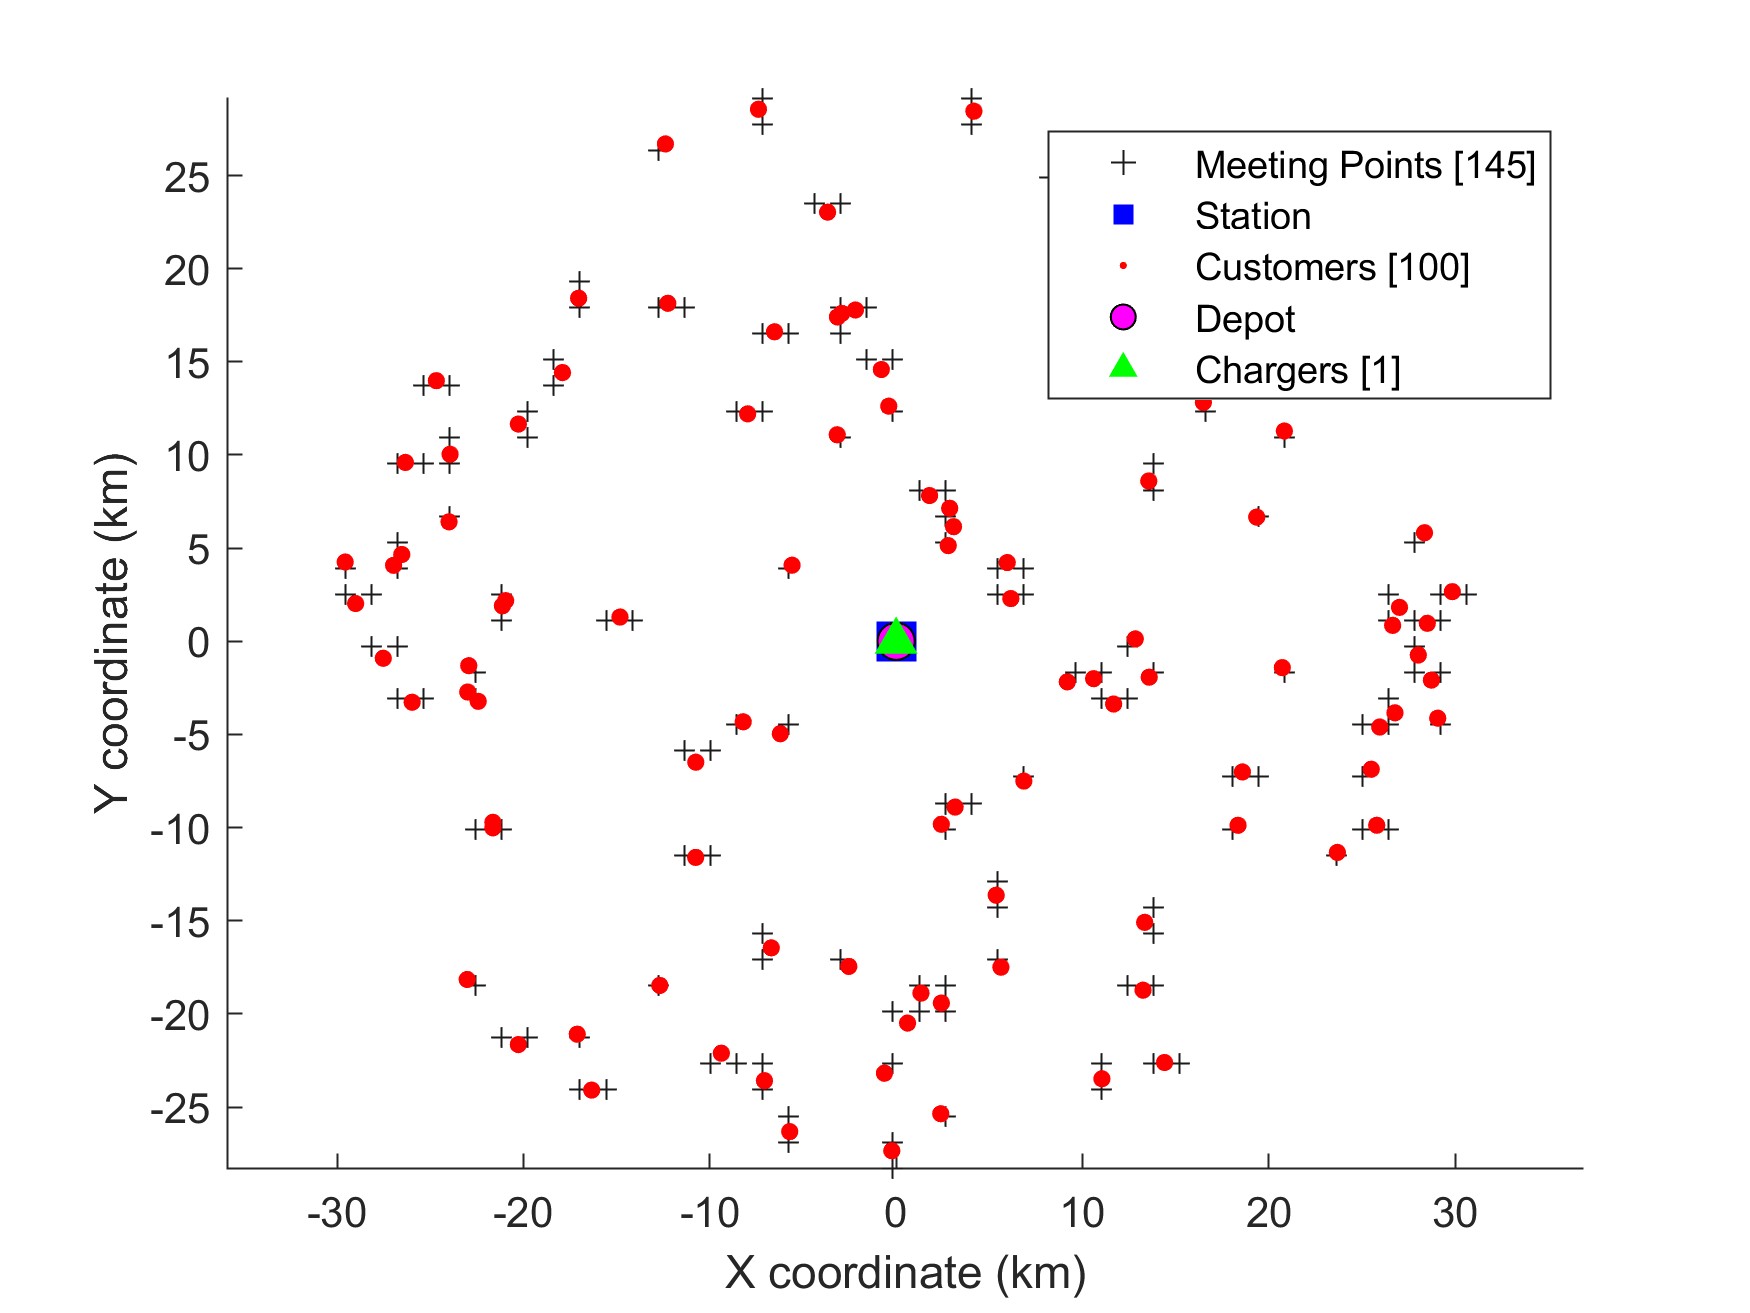 25
20
15
10
5
0
-5
-10
-15
-20
-25
Y coordinate (km)
Meeting Points [145]
Station
Customers [100]
Depot
Chargers [1]
-30 -20 -10 0 10 20 30
X coordinate (km)